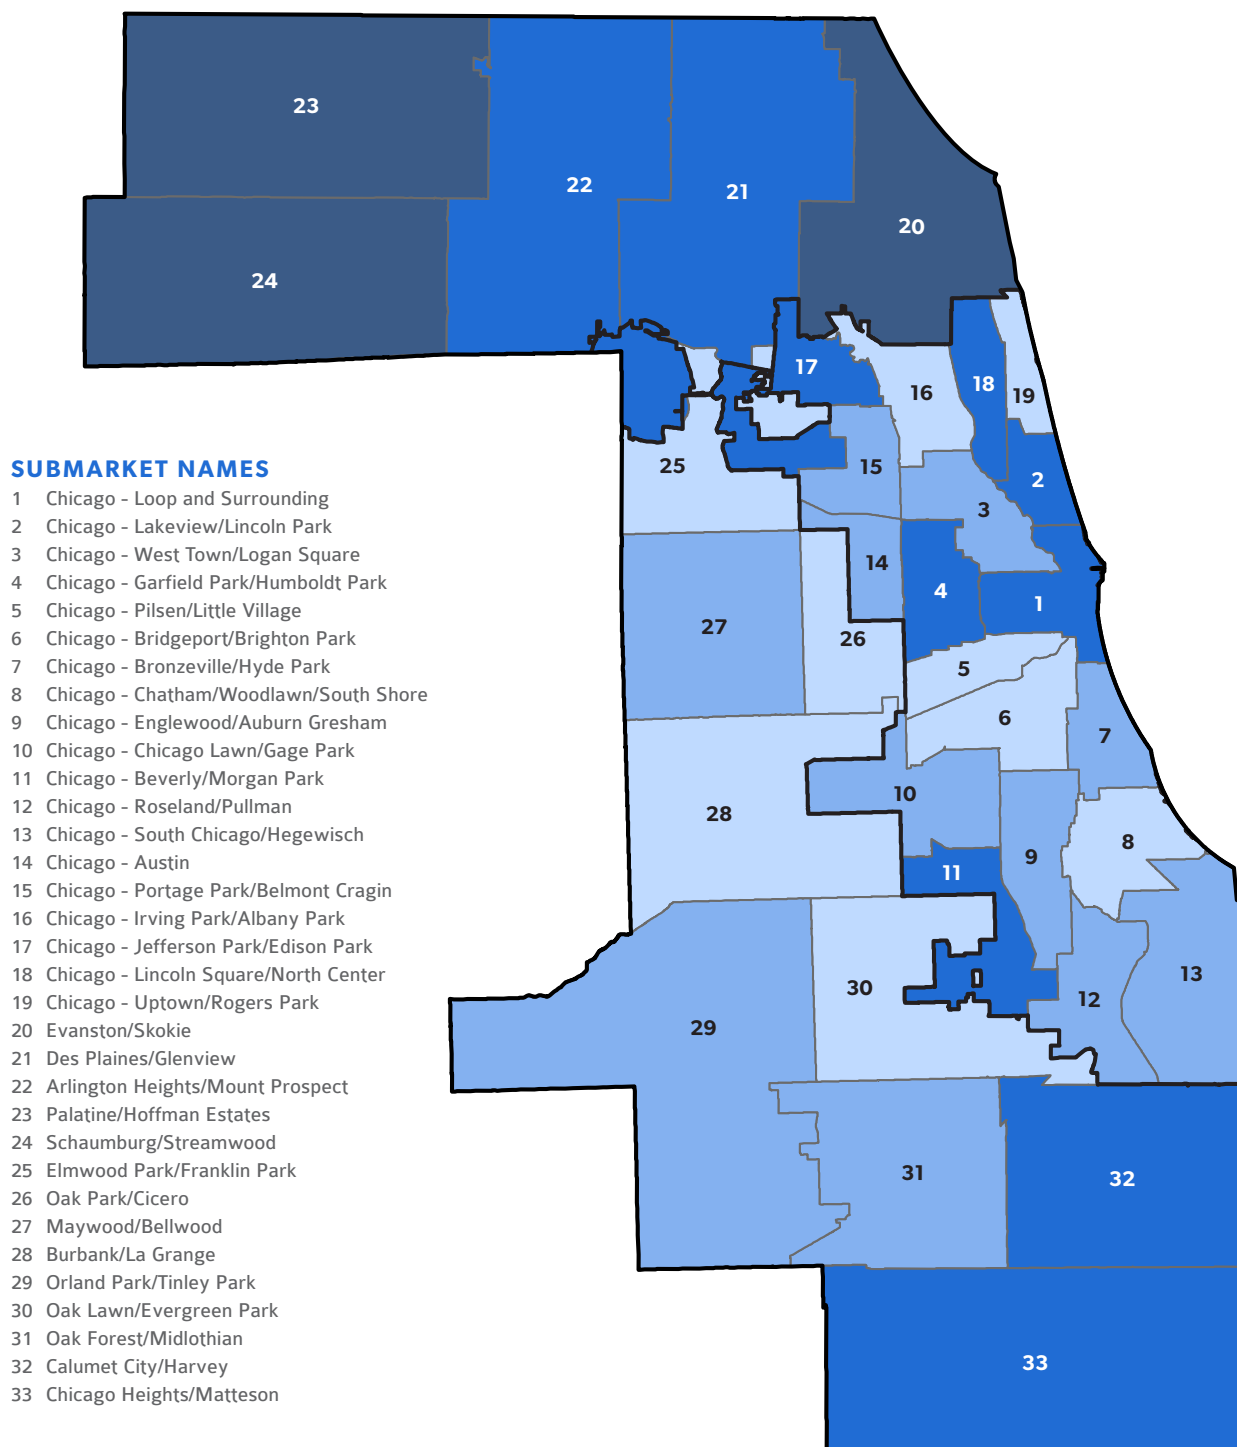 23
22
21
20
24
17
16
18
19
25
15
2
3
14
4
1
27
26
5
6
7
10
28
8
9
11
13
30
12
29
31
32
33
SUBMARKET NAMES
1 Chicago - Loop and Surrounding
2 Chicago - Lakeview/Lincoln Park
3 Chicago - West Town/Logan Square
4 Chicago - Garfield Park/Humboldt Park
5 Chicago - Pilsen/Little Village
6 Chicago - Bridgeport/Brighton Park
7 Chicago - Bronzeville/Hyde Park
8 Chicago - Chatham/Woodlawn/South Shore
9 Chicago - Englewood/Auburn Gresham
10 Chicago - Chicago Lawn/Gage Park
11 Chicago - Beverly/Morgan Park
12 Chicago - Roseland/Pullman
13 Chicago - South Chicago/Hegewisch
14 Chicago - Austin
15 Chicago - Portage Park/Belmont Cragin
16 Chicago - Irving Park/Albany Park
17 Chicago - Jefferson Park/Edison Park
18 Chicago - Lincoln Square/North Center
19 Chicago - Uptown/Rogers Park
20 Evanston/Skokie
21 Des Plaines/Glenview
22 Arlington Heights/Mount Prospect
23 Palatine/Hoffman Estates
24 Schaumburg/Streamwood
25 Elmwood Park/Franklin Park
26 Oak Park/Cicero
27 Maywood/Bellwood
28 Burbank/La Grange
29 Orland Park/Tinley Park
30 Oak Lawn/Evergreen Park
31 Oak Forest/Midlothian
32 Calumet City/Harvey
33 Chicago Heights/Matteson